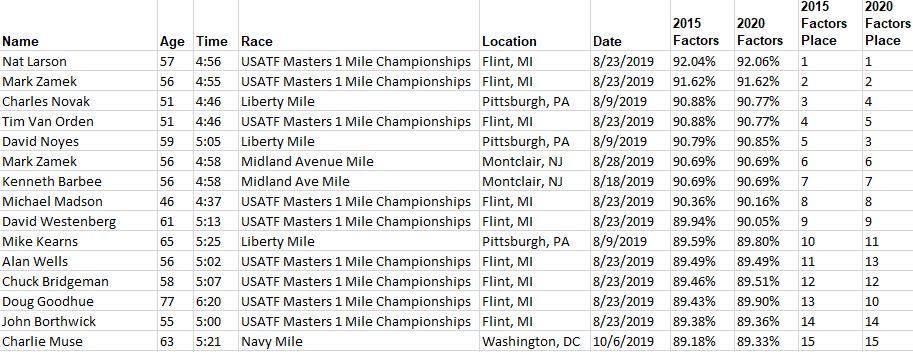 Name Age Time Race Location Date 2015 Factors 2020 Factors 2015 Factors Place 2020 Factors Place
Nat Larson 57 4:56 USATF Masters 1 Mile Championships Flint, MI 8/23/2019 92.04% 92.06% 1 1
Mark Zamek 56 4:55 USATF Masters 1 Mile Championships Flint, MI 8/23/2019 91.62% 91.62% 2 2
Charles Novak 51 4:46 Liberty Mile Pittsburgh, PA 8/9/2019 90.88% 90.77% 3 4
Tim Van Orden 51 4:46 USATF Masters 1 Mile Championships Flint, MI 8/23/2019 90.88% 90.77% 4 5
David Noyes 59 5:05 Liberty Mile Pittsburgh, PA 8/9/2019 90.79% 90.85% 5 3
Mark Zamek 56 4:58 Midland Avenue Mile Montclair, NJ 8/28/2019 90.69% 90.69% 6 6
Kenneth Barbee 56 4:58 Midland Ave Mile Montclair, NJ 8/18/2019 90.69% 90.69% 7 7
Michael Madson 46 4:37 USATF Masters 1 Mile Championships Flint, MI 8/23/2019 90.36% 90.16% 8 8
David Westenberg 61 5:13 USATF Masters 1 Mile Championships Flint, MI 8/23/2019 89.94% 90.05% 9 9
Mike Kearns 65 5:25 Liberty Mile Pittsburgh, PA 8/9/2019 89.59% 89.80% 10 11
Alan Wells 56 5:02 USATF Masters 1 Mile Championships Flint, MI 8/23/2019 89.49% 89.49% 11 13
Chuck Bridgeman 58 5:07 USATF Masters 1 Mile Championships Flint, MI 8/23/2019 89.46% 89.51% 12 12
Doug Goodhue 77 6:20 USATF Masters 1 Mile Championships Flint, MI 8/23/2019 89.43% 89.90% 13 10
John Borthwick 55 5:00 USATF Masters 1 Mile Championships Flint, MI 8/23/2019 89.38% 89.36% 14 14
Charlie Muse 63 5:21 Navy Mile Washington, DC 10/6/2019 89.18% 89.33% 15 15